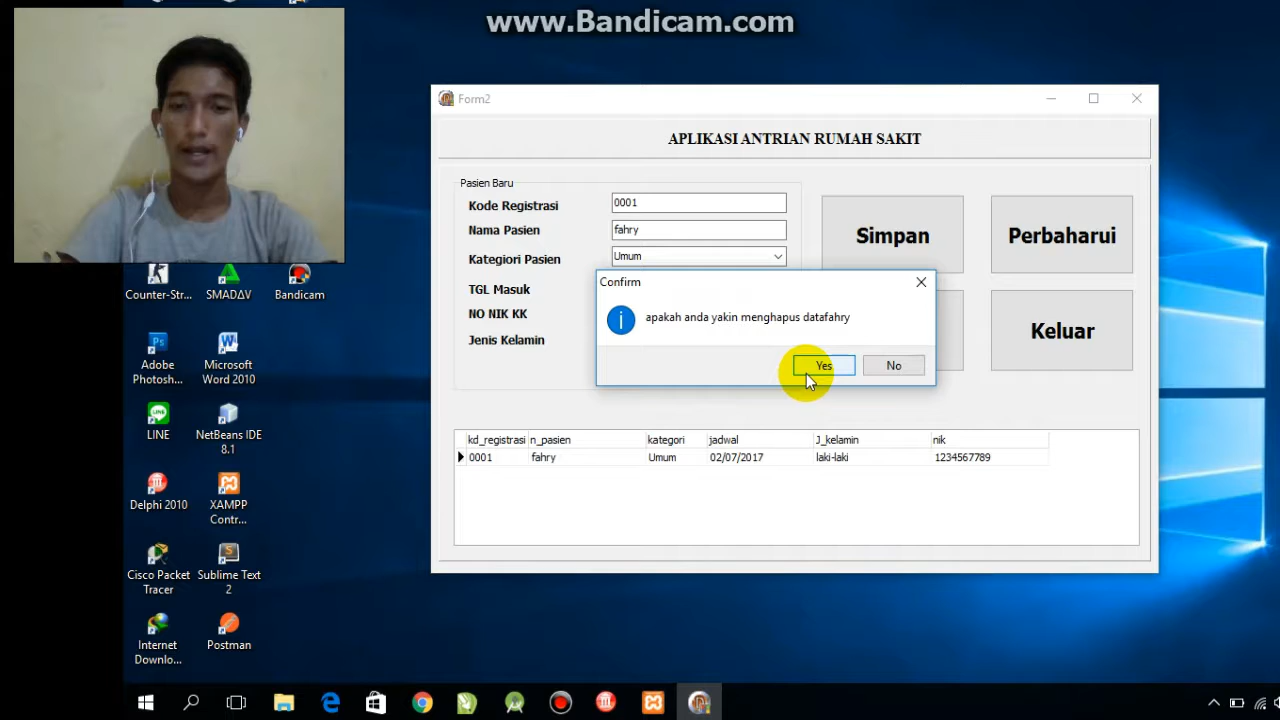 www.Bandicam.com
Form2
APLIKASI ANTRIAN RUMAH SAKIT
Pasien Baru
Kode Registrasi
0001
Nama Pasien
fahry
Kategiori Pasien
Umum
TGL Masuk
NO NIK KK
Jenis Kelamin
Simpan
Perbaharui
Keluar
Confirm
apakah anda yakin menghapus datafahry
Yes
No
kd_registrasi n_pasien kategori jadwal J_kelamin nik
0001 fahry Umum 02/07/2017 laki-laki 1234567789
Counter-Str...
SMADΔV
Bandicam
Adobe
Photosh...
Microsoft
Word 2010
LINE
NetBeans IDE
8.1
Delphi 2010
XAMPP
Contr...
Cisco Packet
Tracer
Sublime Text
2
Internet
Downlo...
Postman